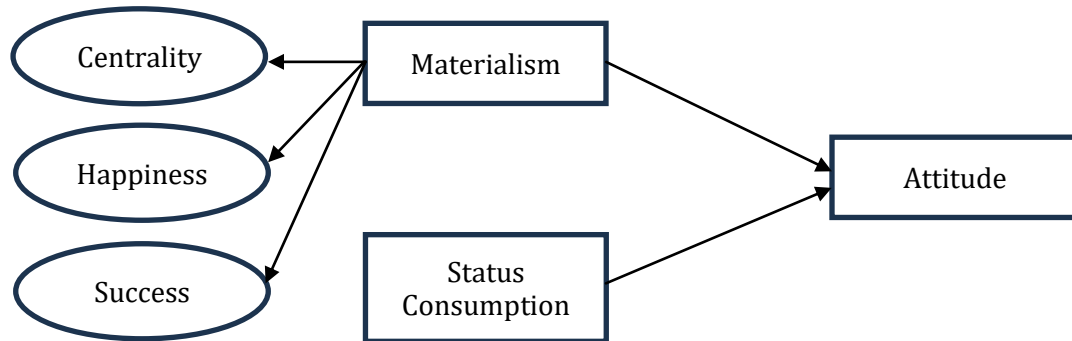 Centrality
Materialism
Happiness
Attitude
Success
Status
Consumption